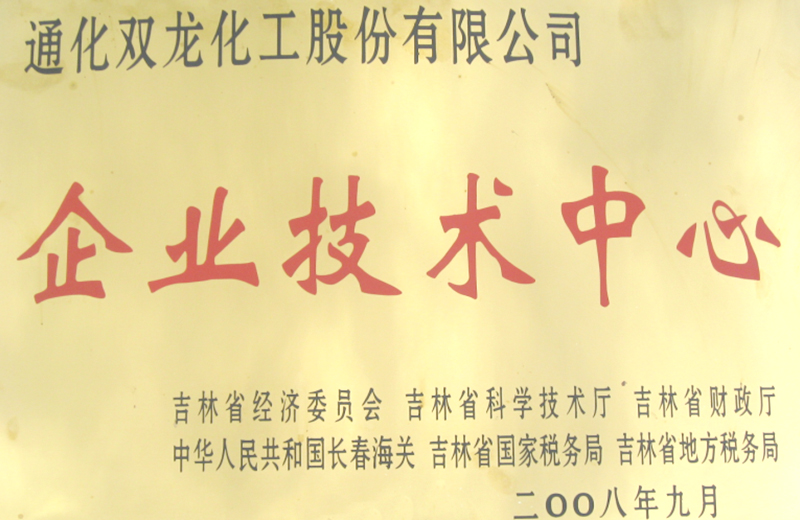 通化双龙化工股份有限公司
企业技术中心
吉林省经济委员会 吉林省科学技术厅 吉林省财政厅
中华人民共和国长春海关 吉林省国家税务局 吉林省地方税务局
二〇〇八年九月